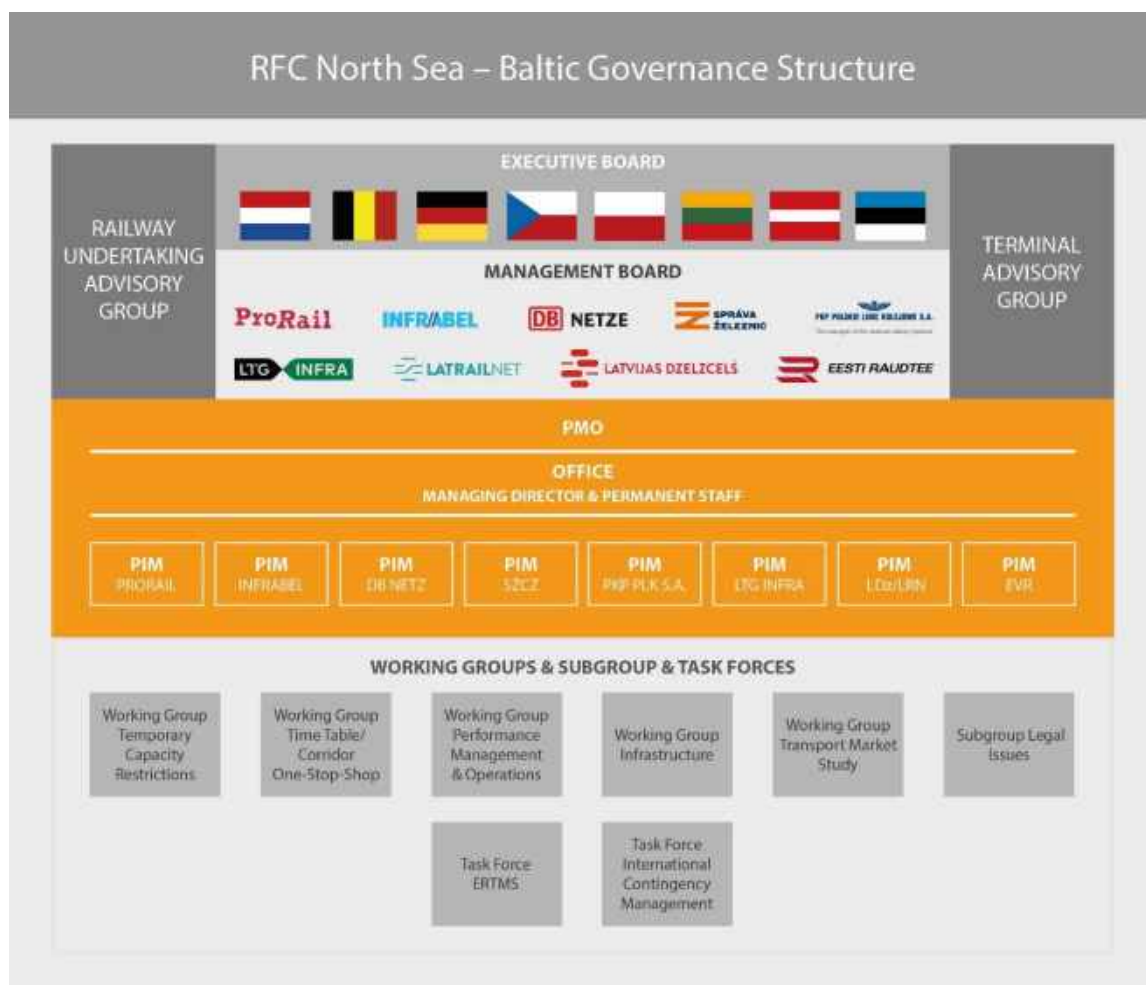 RFC North Sea – Baltic Governance Structure
RAILWAY
UNDERTAKING
ADVISORY
GROUP
EXECUTIVE BOARD
MANAGEMENT BOARD
ProRail
INFRABEL
DB NETZE
SPRÁVA
ŽELEZNIC
PKP POLSKIE LINIE KOLEJOWE S.A.
LTG INFRA
LATRAILNET
LATVIJAS DZELZCEĻŠ
EESTI RAUDTEE
TERMINAL
ADVISORY
GROUP
PMO
OFFICE
MANAGING DIRECTOR & PERMANENT STAFF
PIM
PRORAIL
PIM
INFRABEL
PIM
DB NETZ
PIM
SŽCZ
PIM
PKP PLK S.A.
PIM
LTG INFRA
PIM
LDz/LRN
PIM
EVR
WORKING GROUPS & SUBGROUP & TASK FORCES
Working Group
Temporary
Capacity
Restrictions
Working Group
Time Table/
Corridor
One-Stop-Shop
Working Group
Performance
Management
& Operations
Working Group
Infrastructure
Working Group
Transport Market
Study
Subgroup Legal
Issues
Task Force
ERTMS
Task Force
International
Contingency
Management